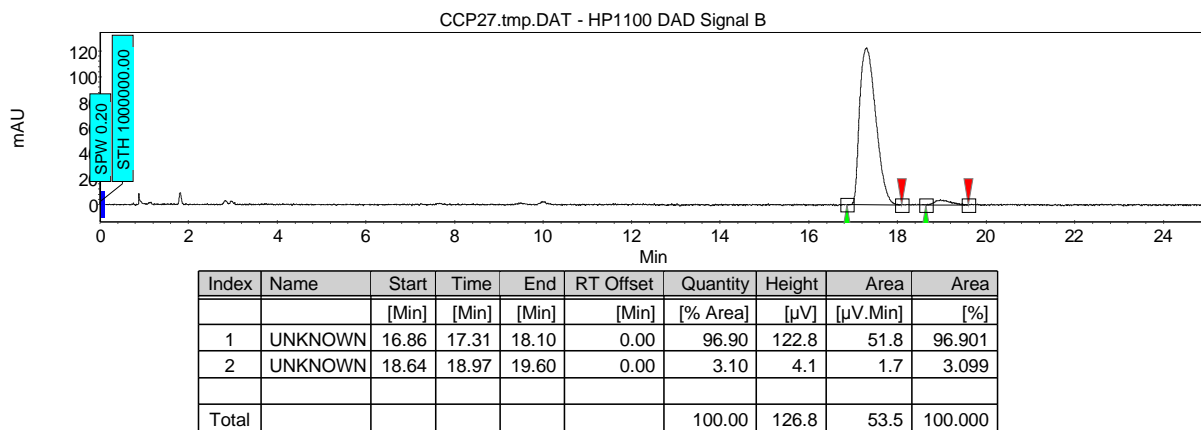 CCP27.tmp.DAT - HP1100 DAD Signal B
mAU
120
100
80
60
40
20
0
SPW 0.20
STH 1000000.00
0 2 4 6 8 10 12 14 16 18 20 22 24
Min
Index Name Start Time End RT Offset Quantity Height Area Area
[Min] [Min] [Min] [Min] [% Area] [µV] [µV.Min] [%]
1 UNKNOWN 16.86 17.31 18.10 0.00 96.90 122.8 51.8 96.901
2 UNKNOWN 18.64 18.97 19.60 0.00 3.10 4.1 1.7 3.099
Total 100.00 126.8 53.5 100.000